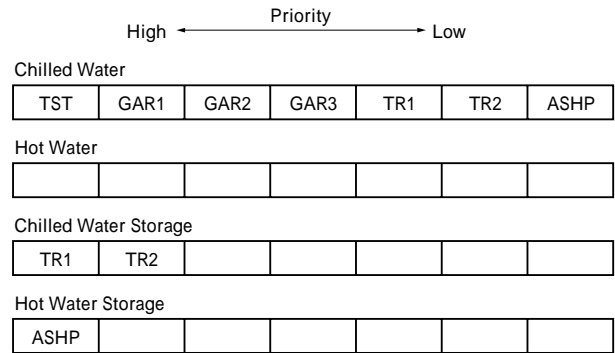 Priority
High Low
Chilled Water
TST GAR1 GAR2 GAR3 TR1 TR2 ASHP
Hot Water
Chilled Water Storage
TR1 TR2
Hot Water Storage
ASHP